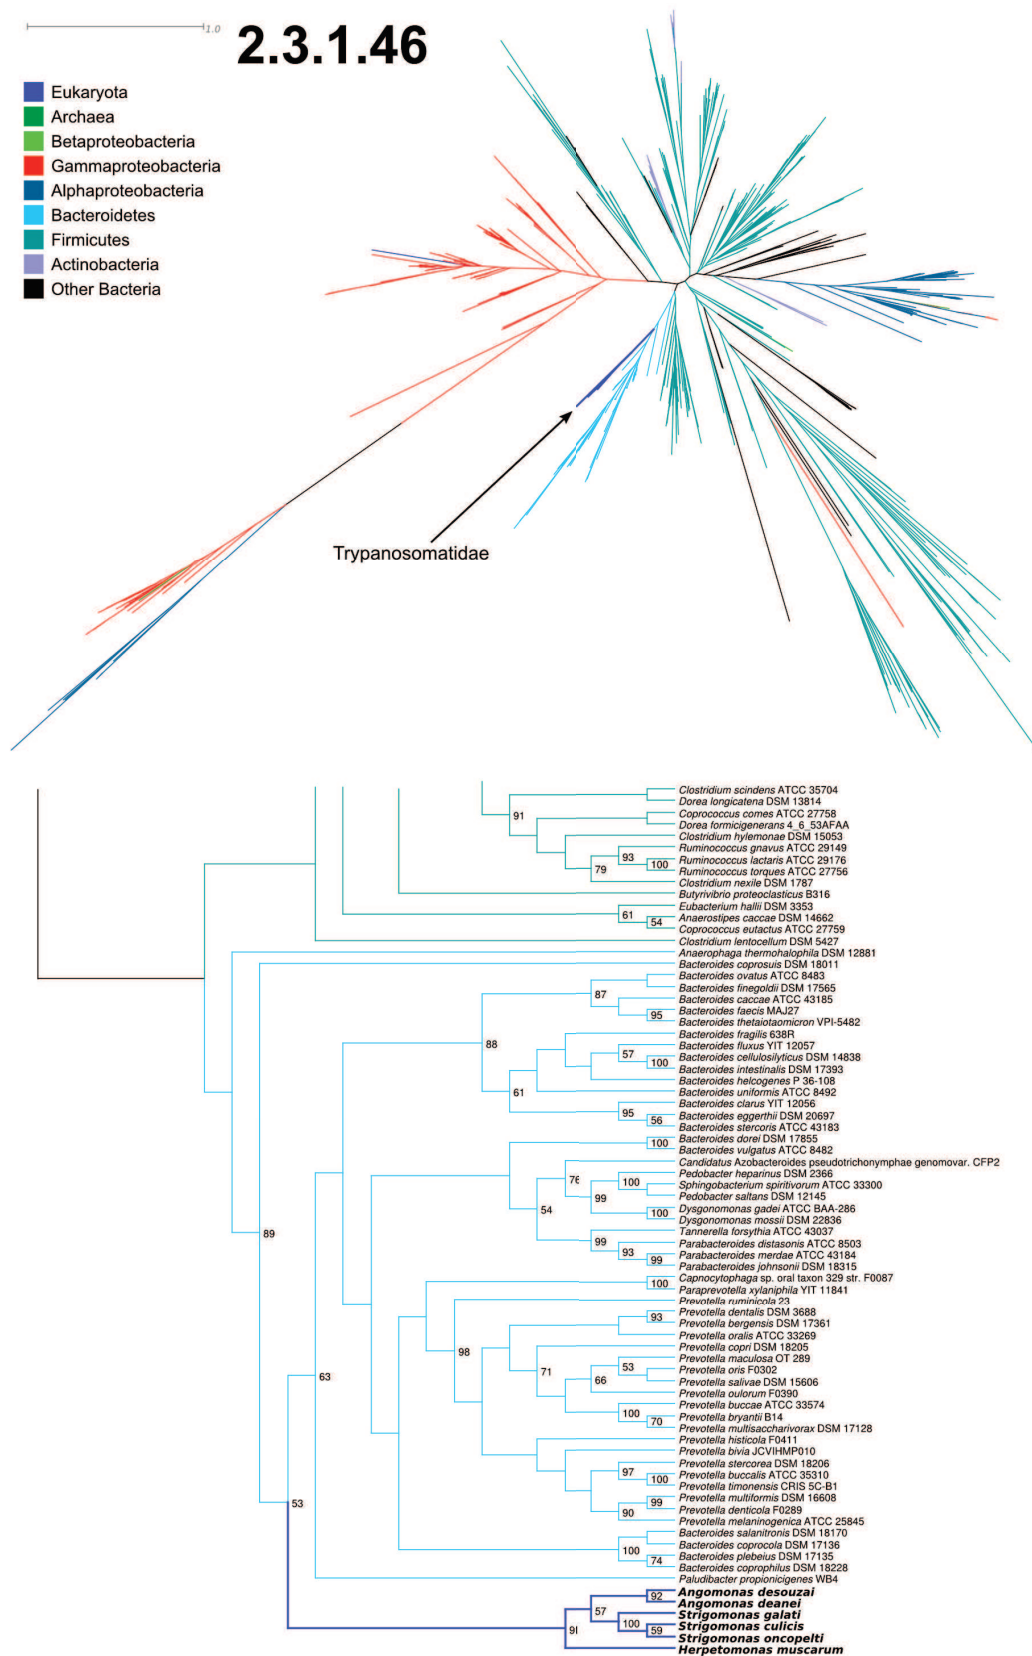 1.0
2.3.1.46
Eukaryota
Archaea
Betaproteobacteria
Gammaproteobacteria
Alphaproteobacteria
Bacteroidetes
Firmicutes
Actinobacteria
Other Bacteria
Trypanosomatidae
Clostridium scindens ATCC 35704
Dorea longicatena DSM 13814
91
Coprococcus comes ATCC 27758
Dorea formicigenerans 4_6_53AFAA
Clostridium hylemonae DSM 15053
Ruminococcus gnavus ATCC 29149
93
Ruminococcus lactaris ATCC 29176
100
79
Ruminococcus torques ATCC 27756
Clostridium nexile DSM 1787
Butyrivibrio proteoclasticus B316
Eubacterium hallii DSM 3353
61
Anaerostipes caccae DSM 14662
54
Coprococcus eutactus ATCC 27759
Clostridium lentocellum DSM 5427
Anaerophaga thermohalophila DSM 12881
Bacteroides coprosuis DSM 18011
Bacteroides ovatus ATCC 8483
Bacteroides finegoldii DSM 17565
87
Bacteroides caccae ATCC 43185
Bacteroides faecis MAJ27
95
Bacteroides thetaiotaomicron VPI-5482
Bacteroides fragilis 638R
88
Bacteroides fluxus YIT 12057
57
Bacteroides cellulosilyticus DSM 14838
100
Bacteroides intestinalis DSM 17393
Bacteroides helcogenes P 36-108
61
Bacteroides uniformis ATCC 8492
Bacteroides clarus YIT 12056
95
Bacteroides eggerthii DSM 20697
56
Bacteroides stercoris ATCC 43183
Bacteroides dorei DSM 17855
100
Bacteroides vulgatus ATCC 8482
Candidatus Azobacteroides pseudotrichonymphae genomovar. CFP2
Pedobacter heparinus DSM 2366
76
100
Sphingobacterium spiritivorum ATCC 33300
99
Pedobacter saltans DSM 12145
Dysgonomonas gadei ATCC BAA-286
54
100
Dysgonomonas mossii DSM 22836
89
Tannerella forsythia ATCC 43037
99
Parabacteroides distasonis ATCC 8503
93
Parabacteroides merdae ATCC 43184
99
Parabacteroides johnsonii DSM 18315
Capnocytophaga sp. oral taxon 329 str. F0087
100
Paraprevotella xylaniphila YIT 11841
Prevotella ruminicola 23
Prevotella dentalis DSM 3688
93
Prevotella bergensis DSM 17361
Prevotella oralis ATCC 33269
98
Prevotella copri DSM 18205
Prevotella maculosa OT 289
53
71
Prevotella oris F0302
63
66
Prevotella salivae DSM 15606
Prevotella oulorum F0390
Prevotella buccae ATCC 33574
100
Prevotella bryantii B14
70
Prevotella multisaccharivorax DSM 17128
Prevotella histicola F0411
Prevotella bivia JCVIHMP010
Prevotella stercorea DSM 18206
97
Prevotella buccalis ATCC 35310
100
Prevotella timonensis CRIS 5C-B1
Prevotella multiformis DSM 16608
53
99
90
Prevotella denticola F0289
Prevotella melaninogenica ATCC 25845
Bacteroides salanitronis DSM 18170
100
Bacteroides coprocola DSM 17136
Bacteroides plebeius DSM 17135
74
Bacteroides coprophilus DSM 18228
Paludibacter propionicigenes WB4
Angomonas desouzai
92
Angomonas deanei
57
Strigomonas galati
100
Strigomonas culicis
91
59
Strigomonas oncopelti
Herpetomonas muscarum